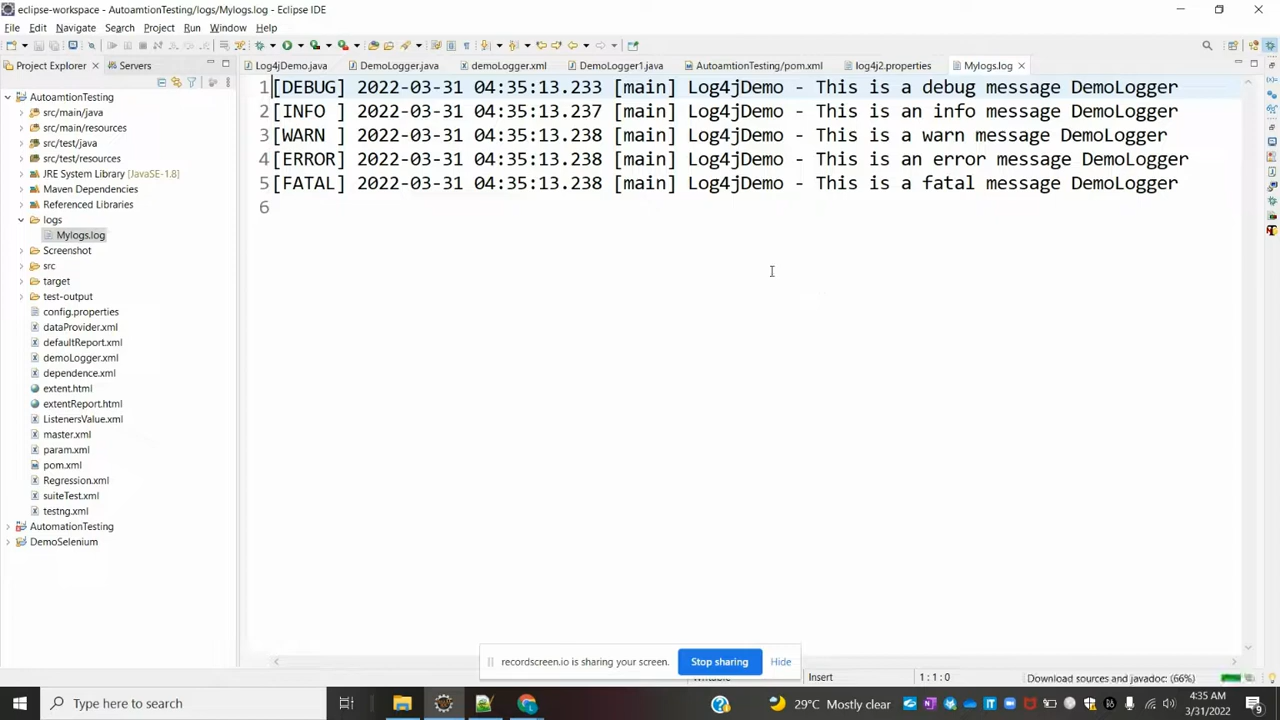 eclipse-workspace - AutoamtionTesting/logs/Mylogs.log - Eclipse IDE
File Edit Navigate Search Project Run Window Help
Project Explorer Servers
Log4jDemo.java DemoLogger.java demoLogger.xml DemoLogger1.java AutoamtionTesting/pom.xml log4j2.properties Mylogs.log
AutoamtionTesting
src/main/java
src/main/resources
src/test/java
src/test/resources
JRE System Library [JavaSE-1.8]
Maven Dependencies
Referenced Libraries
logs
Mylogs.log
Screenshot
src
target
test-output
config.properties
dataProvider.xml
defaultReport.xml
demoLogger.xml
dependence.xml
extent.html
extentReport.html
ListenersValue.xml
master.xml
param.xml
pom.xml
Regression.xml
suiteTest.xml
testng.xml
AutomationTesting
DemoSelenium
1 [DEBUG] 2022-03-31 04:35:13.233 [main] Log4jDemo - This is a debug message DemoLogger
2 [INFO ] 2022-03-31 04:35:13.237 [main] Log4jDemo - This is an info message DemoLogger
3 [WARN ] 2022-03-31 04:35:13.238 [main] Log4jDemo - This is a warn message DemoLogger
4 [ERROR] 2022-03-31 04:35:13.238 [main] Log4jDemo - This is an error message DemoLogger
5 [FATAL] 2022-03-31 04:35:13.238 [main] Log4jDemo - This is a fatal message DemoLogger
6
recordscreen.io is sharing your screen. Stop sharing Hide
Writable Insert 1 : 1 : 0 Download sources and javadoc: (66%)
Type here to search
29°C Mostly clear
4:35 AM
3/31/2022